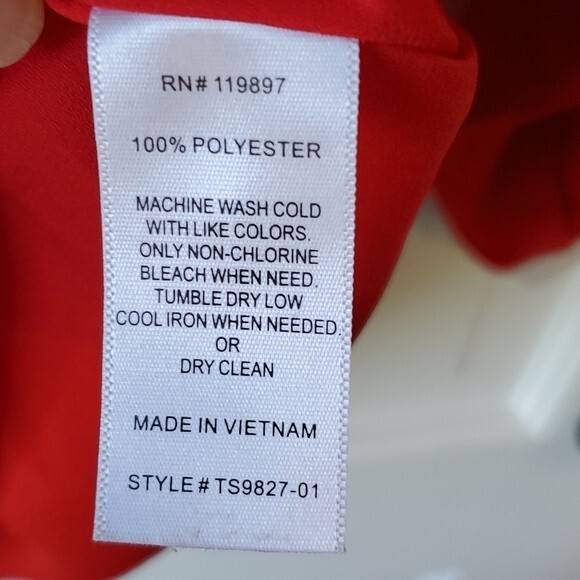 RN# 119897
100% POLYESTER
MACHINE WASH COLD
WITH LIKE COLORS.
ONLY NON-CHLORINE
BLEACH WHEN NEED.
TUMBLE DRY LOW
COOL IRON WHEN NEEDED.
OR
DRY CLEAN
MADE IN VIETNAM
STYLE# TS9827-01